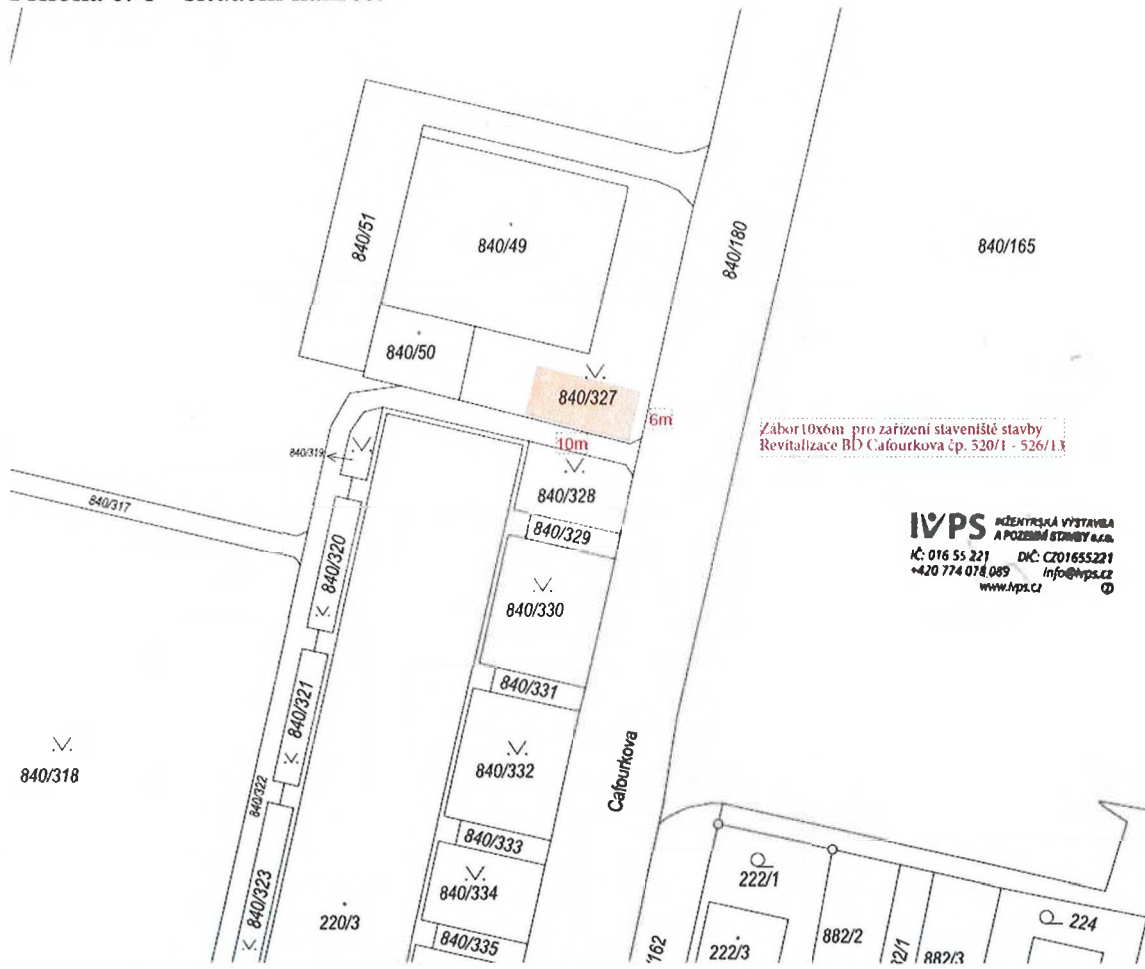 840/51
840/49
840/180
840/165
840/50
840/327
6m
10m
Zábor 10x6m pro zařízení staveniště stavby
Revitalizace BD Cafourkova čp. 520/1 - 526/13
840/319
840/317
840/328
840/329
IVPS INŽENÝRSKÁ VÝSTAVBA
A POZEMNÍ STAVBY s.r.o.
IČ: 016 55 221 DIČ: CZ01655221
+420 774 078 089 info@ivps.cz
www.ivps.cz
840/320
840/330
840/331
840/321
840/332
840/318
840/322
Cafourkova
840/333
840/323
840/334
220/3
840/335
222/1
222/3
882/2
882/3
224